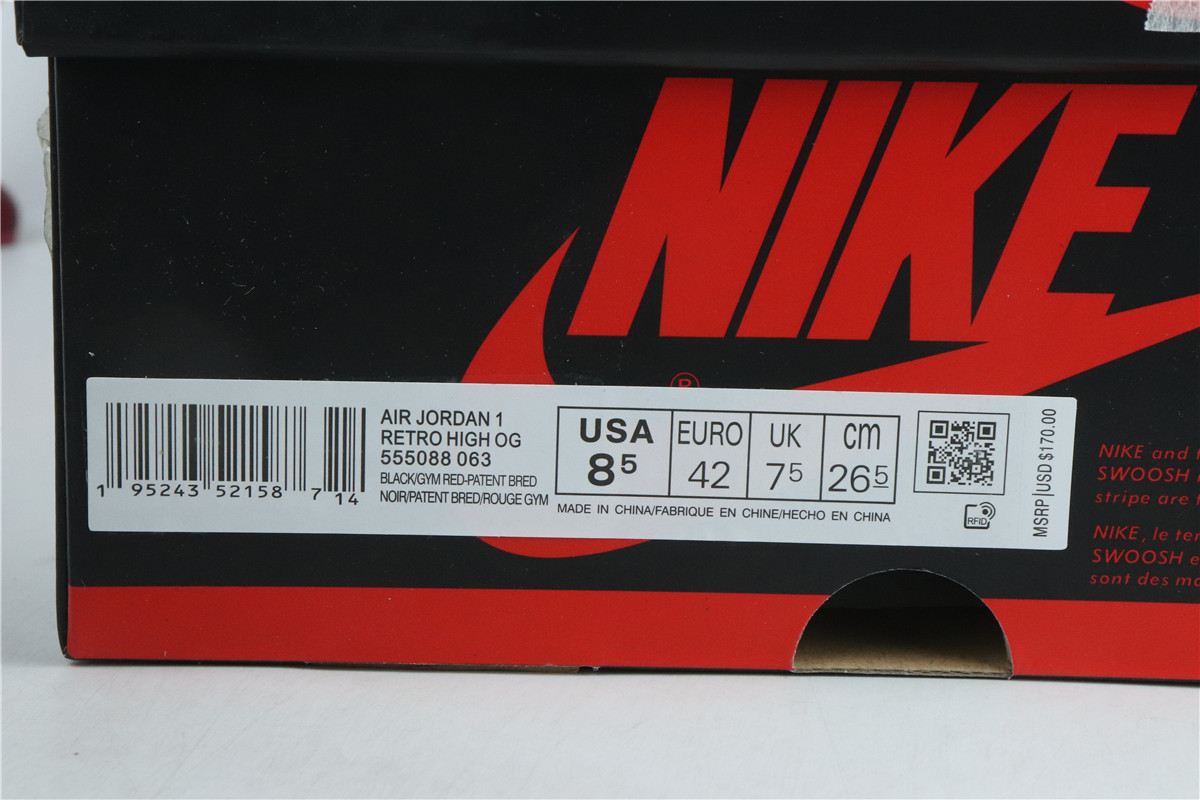 NIKE
®
AIR JORDAN 1
RETRO HIGH OG
555088 063
BLACK/GYM RED-PATENT BRED
NOIR/PATENT BRED/ROUGE GYM
1 95243 52158 7 14
USA
8⁵
EURO
42
UK
7⁵
cm
26⁵
MADE IN CHINA/FABRIQUE EN CHINE/HECHO EN CHINA
RFID
MSRP|USD $170.00
NIKE and
SWOOSH
stripe are
NIKE, le
SWOOSH
sont des